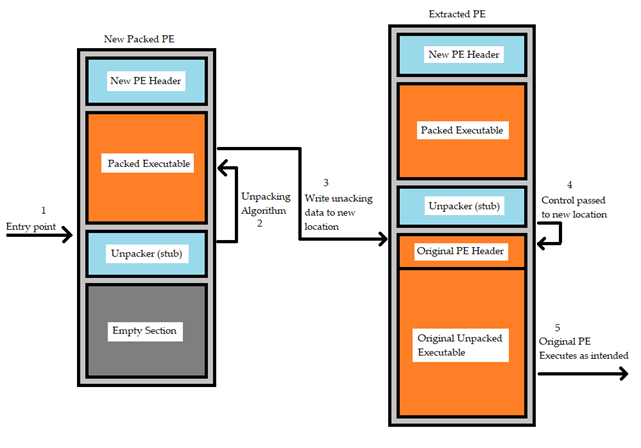 New Packed PE
New PE Header
Packed Executable
1
Entry point
Unpacker (stub)
Empty Section
Unpacking
Algorithm
2
3
Write unacking
data to new
location
Extracted PE
New PE Header
Packed Executable
Unpacker (stub)
4
Control passed
to new location
Original PE Header
Original Unpacked
Executable
5
Original PE
Executes as intended